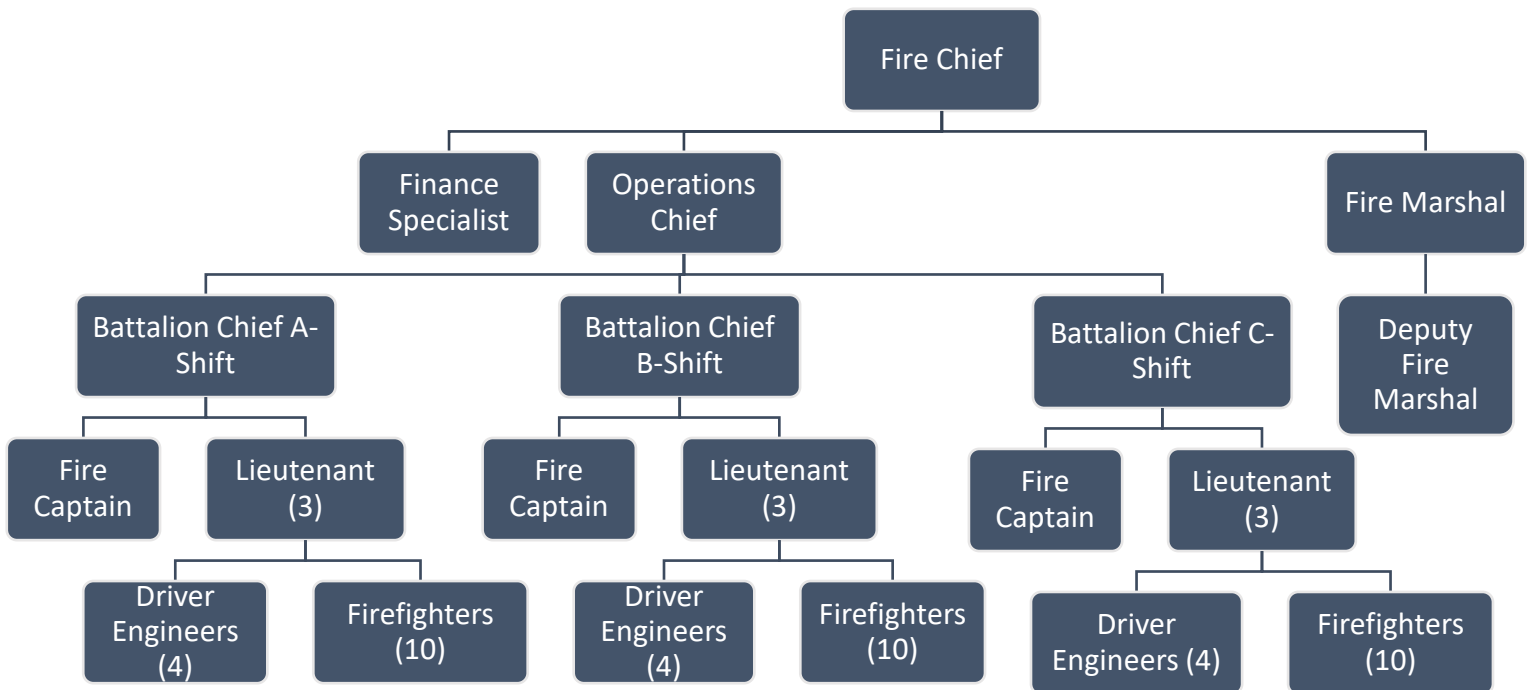 Fire Chief
Finance
Specialist
Operations
Chief
Fire Marshal
Battalion Chief A-
Shift
Battalion Chief
B-Shift
Battalion Chief C-
Shift
Deputy
Fire
Marshal
Fire
Captain
Lieutenant
(3)
Fire
Captain
Lieutenant
(3)
Fire
Captain
Lieutenant
(3)
Driver
Engineers
(4)
Firefighters
(10)
Driver
Engineers
(4)
Firefighters
(10)
Driver
Engineers (4)
Firefighters
(10)